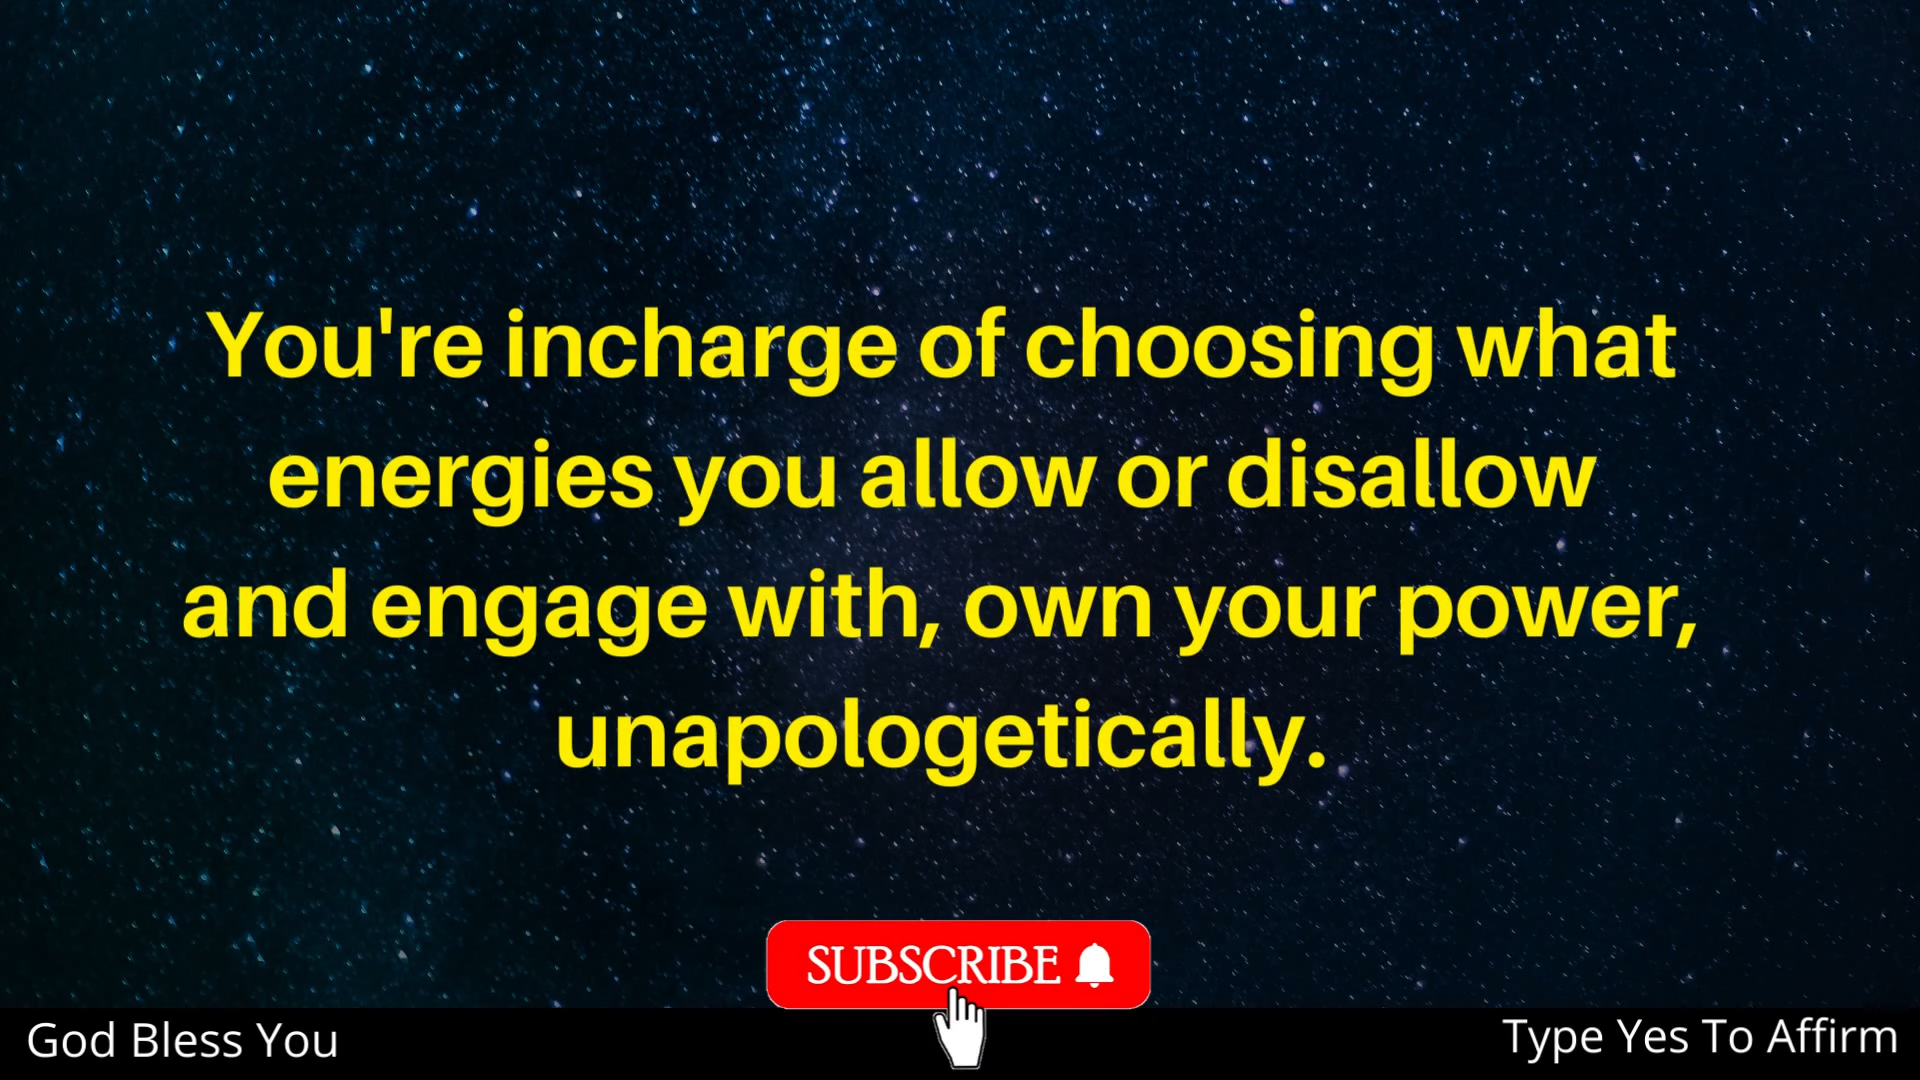 You're incharge of choosing what
energies you allow or disallow
and engage with, own your power,
unapologetically.
SUBSCRIBE
God Bless You
Type Yes To Affirm